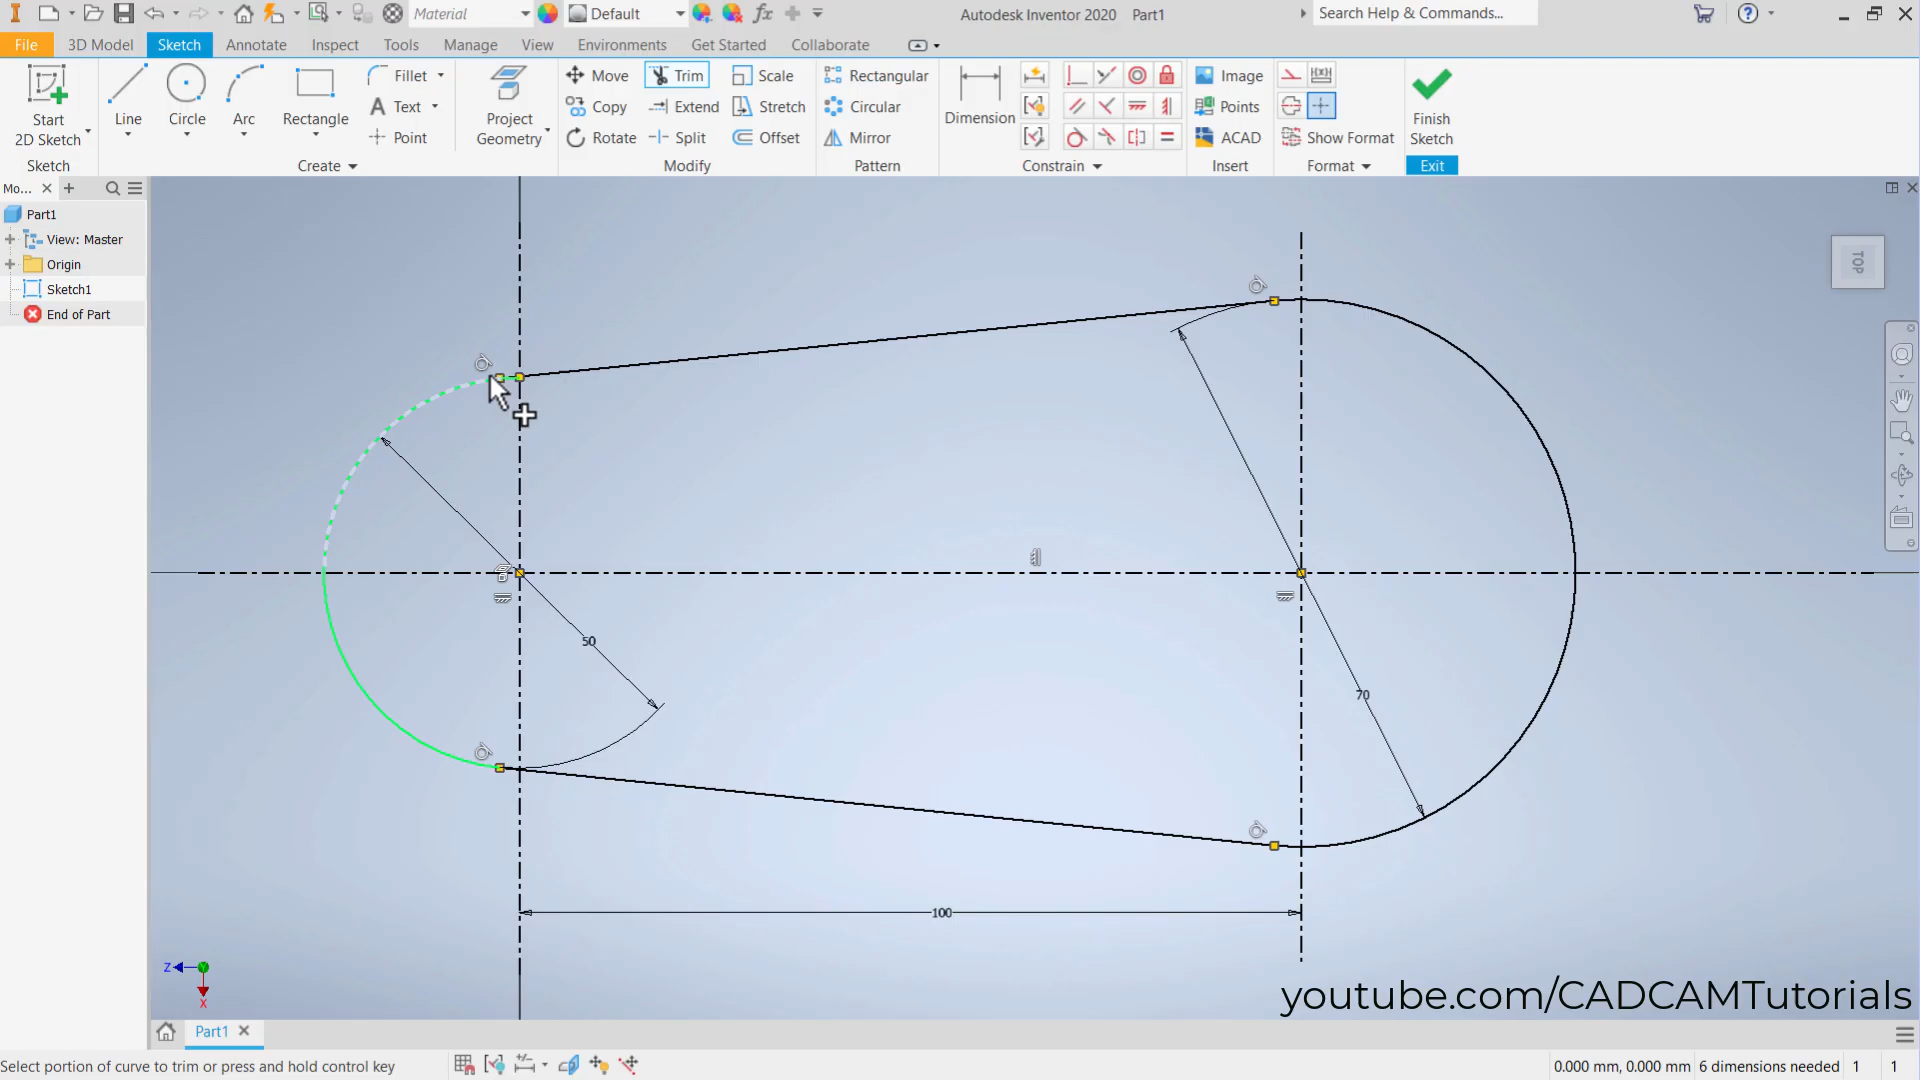 Material
Default
Autodesk Inventor 2020 Part1
Search Help & Commands...
File
3D Model
Sketch
Annotate
Inspect
Tools
Manage
View
Environments
Get Started
Collaborate
Start
2D Sketch
Line
Circle
Arc
Rectangle
Fillet
Text
Point
Project
Geometry
Move
Copy
Rotate
Trim
Extend
Split
Scale
Stretch
Offset
Rectangular
Circular
Mirror
Dimension
Image
Points
ACAD
Show Format
Finish
Sketch
Sketch
Create
Modify
Pattern
Constrain
Insert
Format
Exit
Mo...
Part1
View: Master
Origin
Sketch1
End of Part
TOP
50
70
100
Z
X
youtube.com/CADCAMTutorials
Part1
Select portion of curve to trim or press and hold control key
0.000 mm, 0.000 mm
6 dimensions needed
1
1